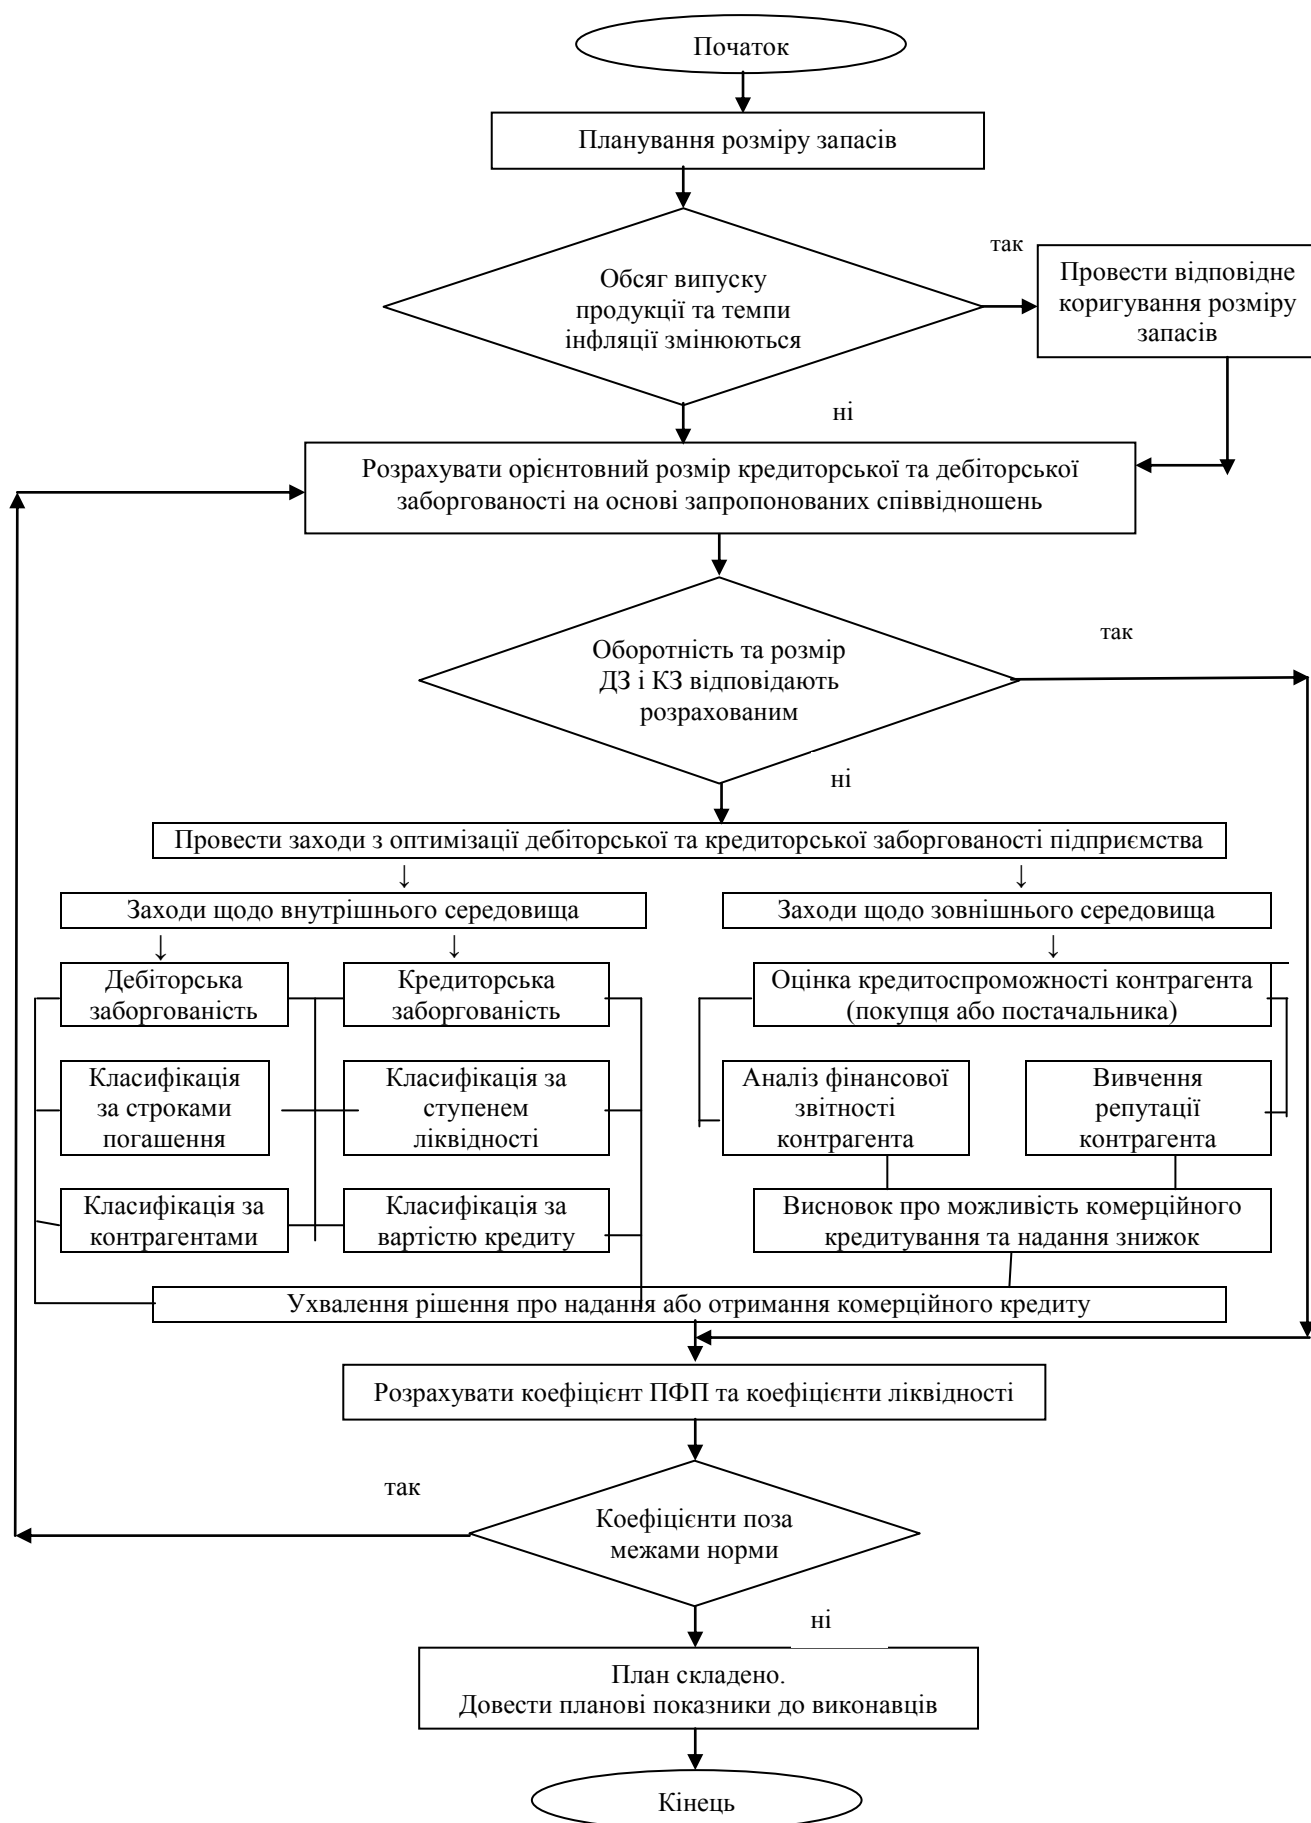 Початок
Планування розміру запасів
так
Обсяг випуску
продукції та темпи
інфляції змінюються
Провести відповідне
коригування розміру
запасів
ні
Розрахувати орієнтовний розмір кредиторської та дебіторської
заборгованості на основі запропонованих співвідношень
так
Оборотність та розмір
ДЗ і КЗ відповідають
розрахованим
ні
Провести заходи з оптимізації дебіторської та кредиторської заборгованості підприємства
↓ ↓
Заходи щодо внутрішнього середовища
Заходи щодо зовнішнього середовища
↓ ↓ ↓
Дебіторська
заборгованість
Кредиторська
заборгованість
Оцінка кредитоспроможності контрагента
(покупця або постачальника)
Класифікація
за строками
погашення
Класифікація за
ступенем
ліквідності
Аналіз фінансової
звітності
контрагента
Вивчення
репутації
контрагента
Класифікація за
контрагентами
Класифікація за
вартістю кредиту
Висновок про можливість комерційного
кредитування та надання знижок
Ухвалення рішення про надання або отримання комерційного кредиту
Розрахувати коефіцієнт ПФП та коефіцієнти ліквідності
так
Коефіцієнти поза
межами норми
ні
План складено.
Довести планові показники до виконавців
Кінець